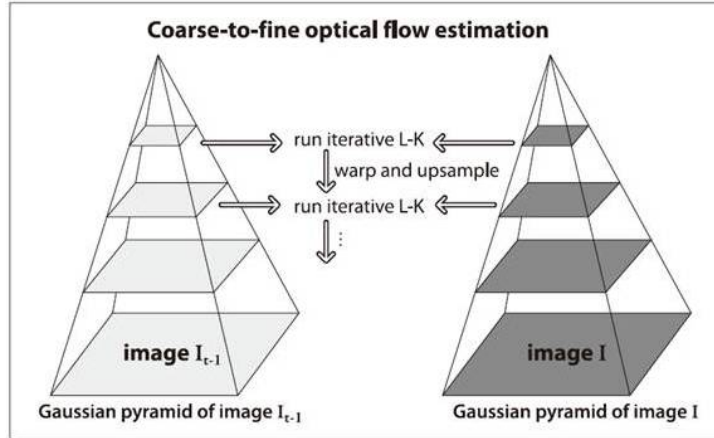 Coarse-to-fine optical flow estimation
run iterative L-K
warp and upsample
run iterative L-K
⋮
image Iₜ₋₁
image I
Gaussian pyramid of image Iₜ₋₁
Gaussian pyramid of image I